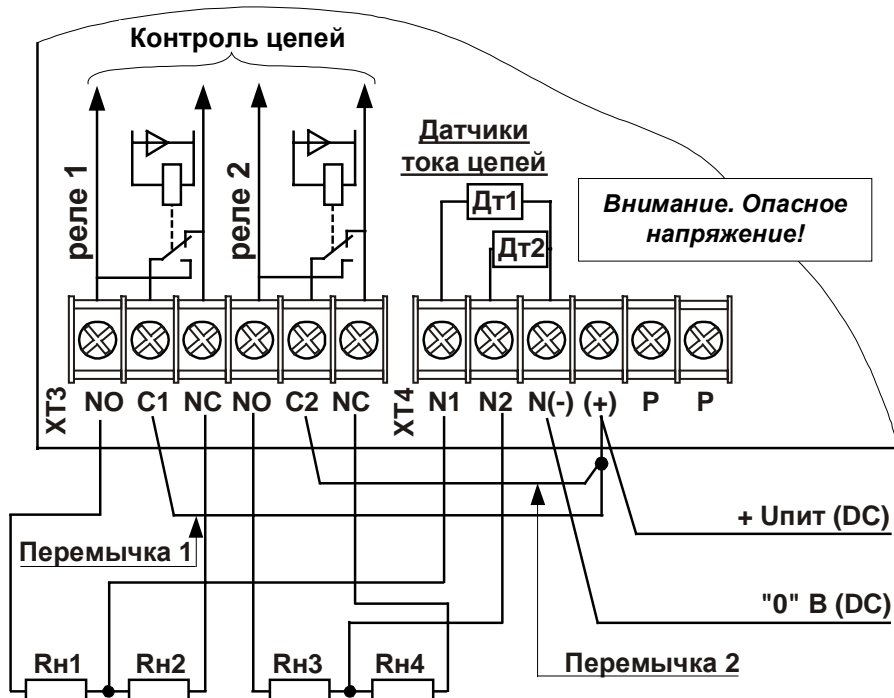 Контроль цепей
реле 1
реле 2
Датчики
тока цепей
Дт1
Дт2
Внимание. Опасное
напряжение!
XT3
NO C1 NC NO C2 NC
XT4
N1 N2 N(-) (+) P P
+ Uпит (DC)
Перемычка 1
"0" В (DC)
Перемычка 2
Rн1 Rн2 Rн3 Rн4